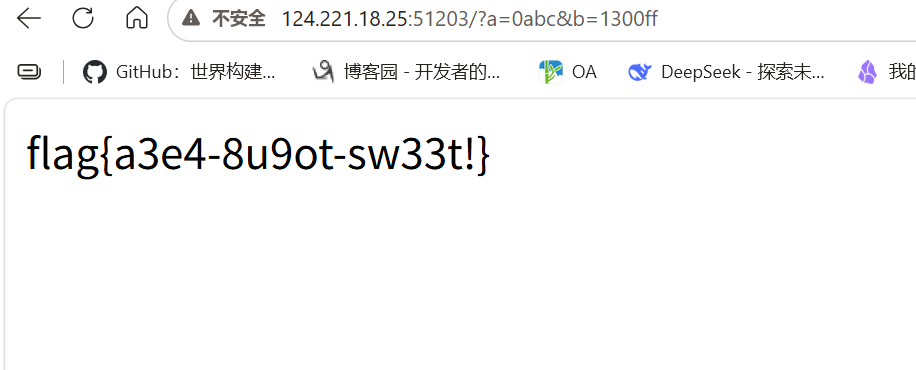 不安全 124.221.18.25:51203/?a=0abc&b=1300ff
GitHub：世界构建... 博客园 - 开发者的... OA DeepSeek - 探索未... 我的
flag{a3e4-8u9ot-sw33t!}